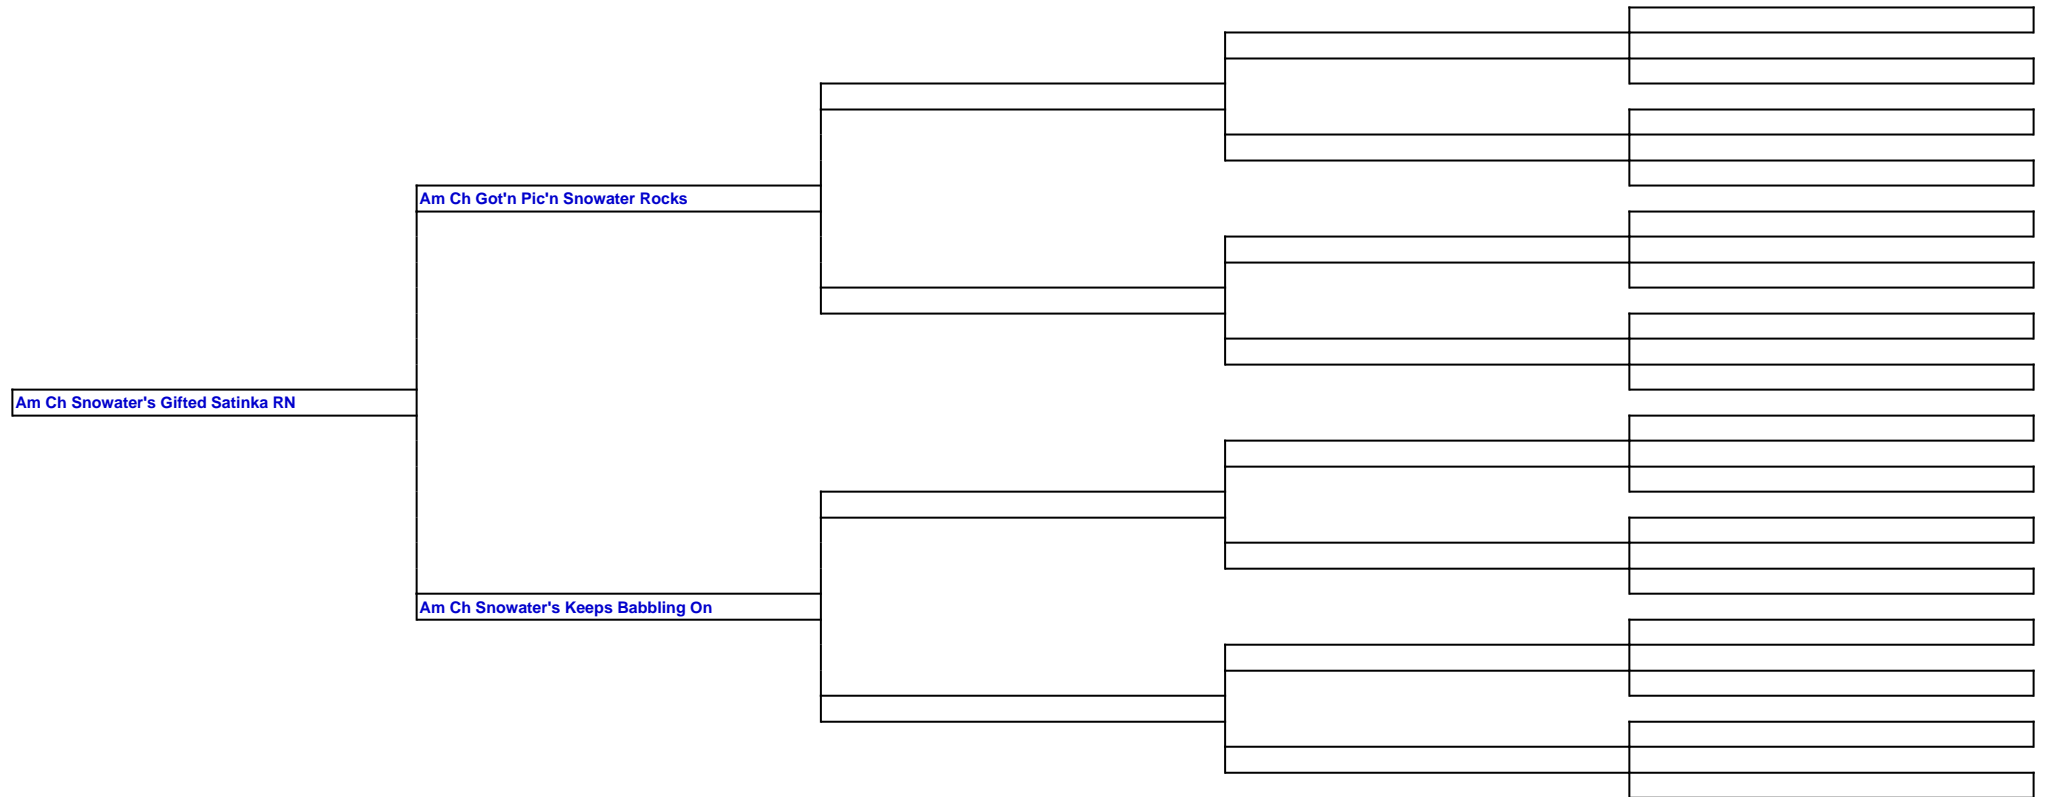 Am Ch Got'n Pic'n Snowater Rocks
Am Ch Snowater's Gifted Satinka RN
Am Ch Snowater's Keeps Babbling On